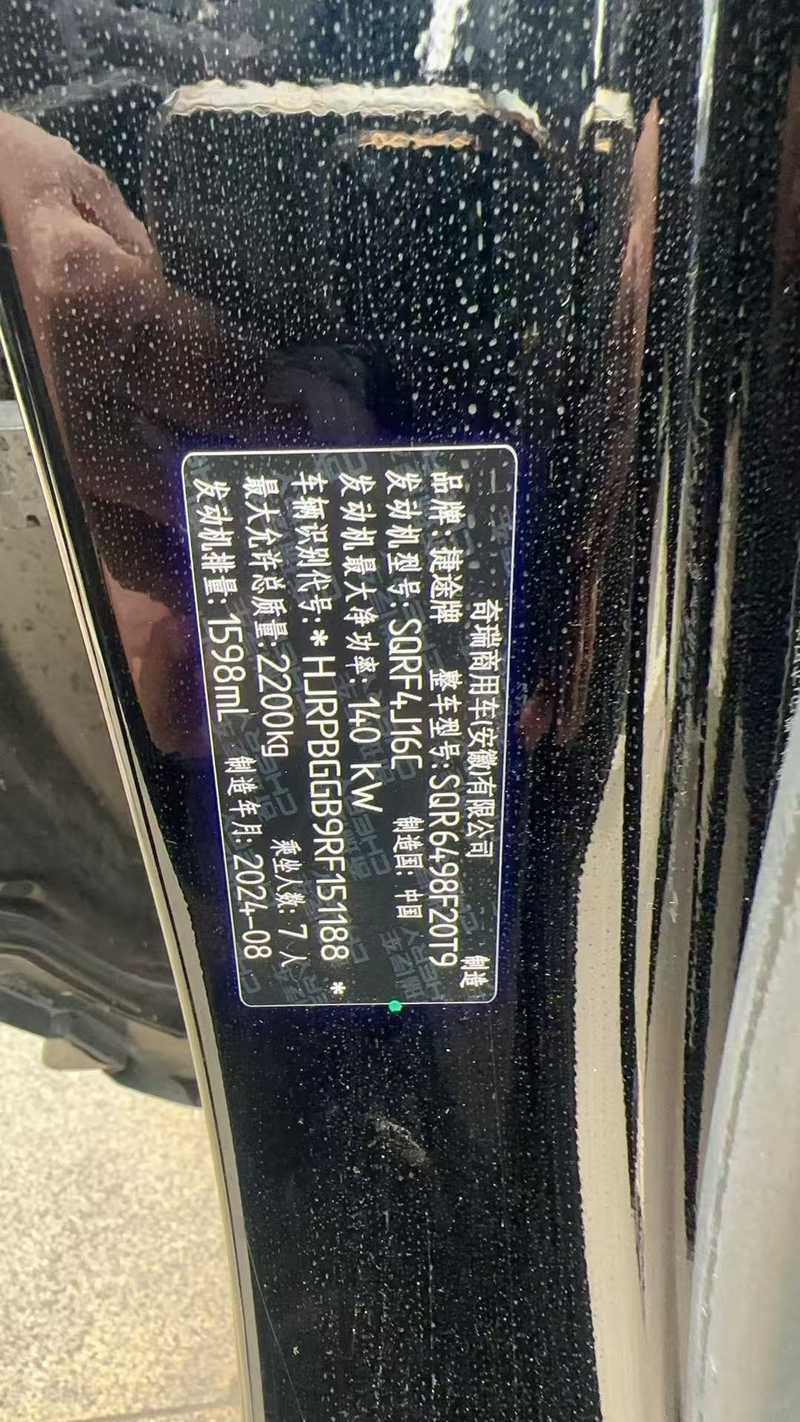 奇瑞商用车(安徽)有限公司 制造
品牌:捷途牌 整车型号:SQR6498F20T9
发动机型号:SQRF4J16C 制造国:中国
发动机最大净功率:140 kW
车辆识别代号:*HJRPBGGB9RF151188*
最大允许总质量:2200kg 乘坐人数:7人
发动机排量:1598mL 制造年月:2024-08